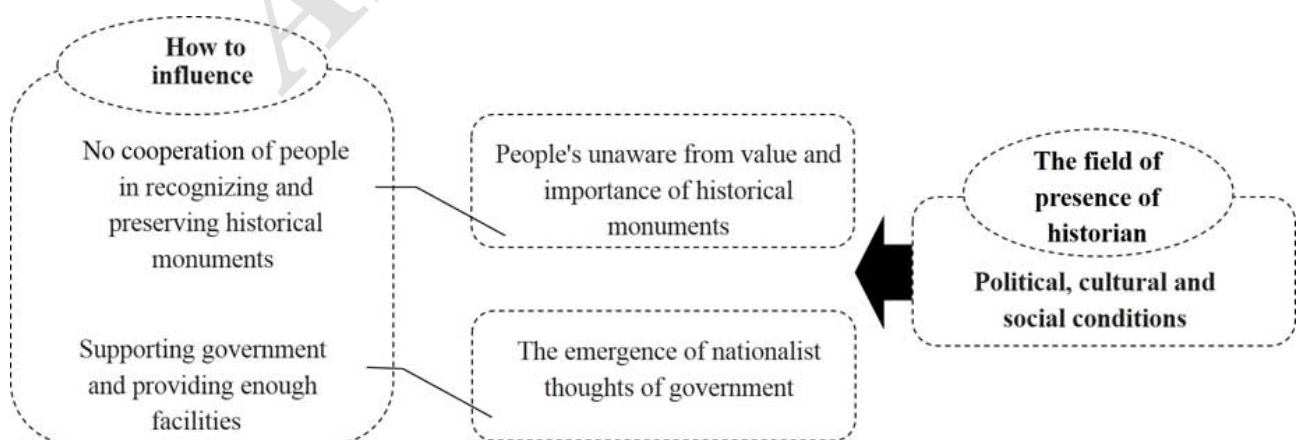 How to
influence
No cooperation of people
in recognizing and
preserving historical
monuments
Supporting government
and providing enough
facilities
People's unaware from value and
importance of historical
monuments
The emergence of nationalist
thoughts of government
The field of
presence of
historian
Political, cultural and
social conditions